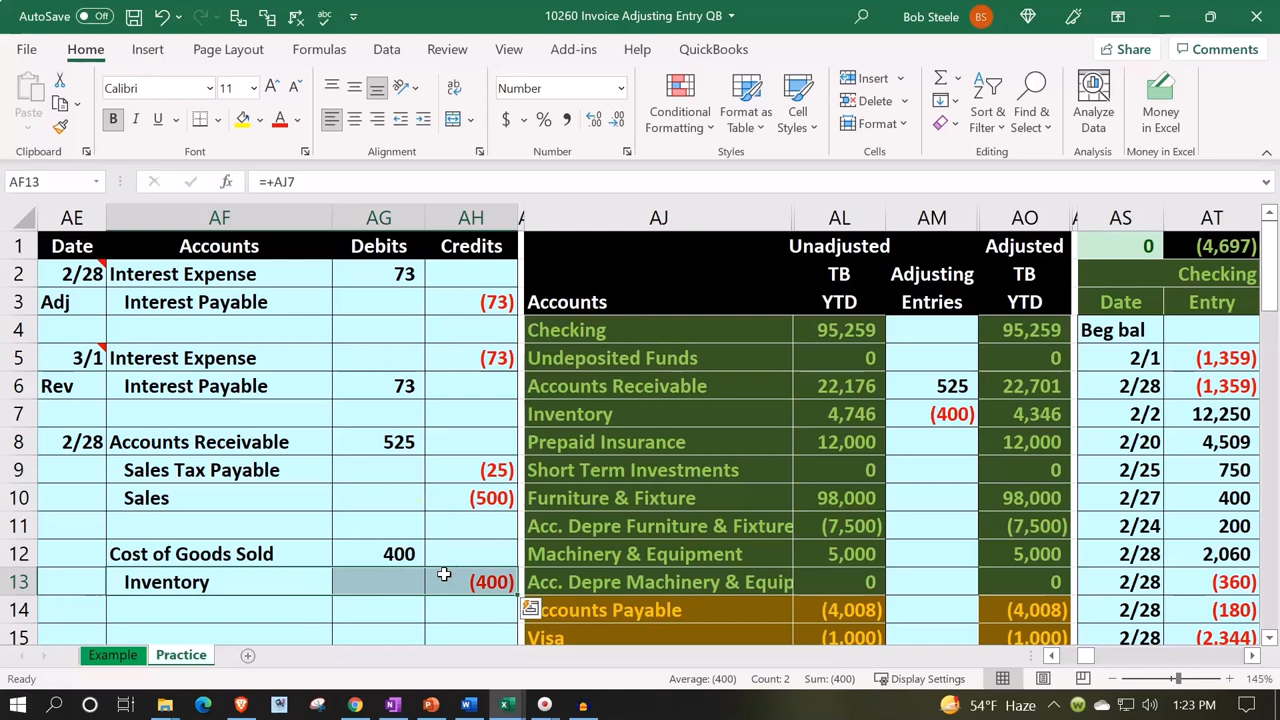 AutoSave Off 10260 Invoice Adjusting Entry QB Bob Steele BS
File Home Insert Page Layout Formulas Data Review View Add-ins Help QuickBooks Share Comments
Paste Calibri 11 Number Conditional Formatting Format as Table Cell Styles Insert Delete Format Sort & Filter Find & Select Analyze Data Money in Excel
Clipboard Font Alignment Number Styles Cells Editing Analysis Money in Excel
AF13 =+AJ7
AE AF AG AH AJ AL AM AO AS AT
1 Date Accounts Debits Credits Unadjusted Adjusted 0 (4,697)
2 2/28 Interest Expense 73 TB Adjusting TB Checking
3 Adj Interest Payable (73) Accounts YTD Entries YTD Date Entry
4 Checking 95,259 95,259 Beg bal
5 3/1 Interest Expense (73) Undeposited Funds 0 0 2/1 (1,359)
6 Rev Interest Payable 73 Accounts Receivable 22,176 525 22,701 2/28 (1,359)
7 Inventory 4,746 (400) 4,346 2/2 12,250
8 2/28 Accounts Receivable 525 Prepaid Insurance 12,000 12,000 2/20 4,509
9 Sales Tax Payable (25) Short Term Investments 0 0 2/25 750
10 Sales (500) Furniture & Fixture 98,000 98,000 2/27 400
11 Acc. Depre Furniture & Fixture (7,500) (7,500) 2/24 200
12 Cost of Goods Sold 400 Machinery & Equipment 5,000 5,000 2/28 2,060
13 Inventory (400) Acc. Depre Machinery & Equip 0 0 2/28 (360)
14 ccounts Payable (4,008) (4,008) 2/28 (180)
15 Visa (1,000) (1,000) 2/28 (2,344)
Example Practice
Ready Average: (400) Count: 2 Sum: (400) Display Settings 145%
54°F Haze 1:23 PM